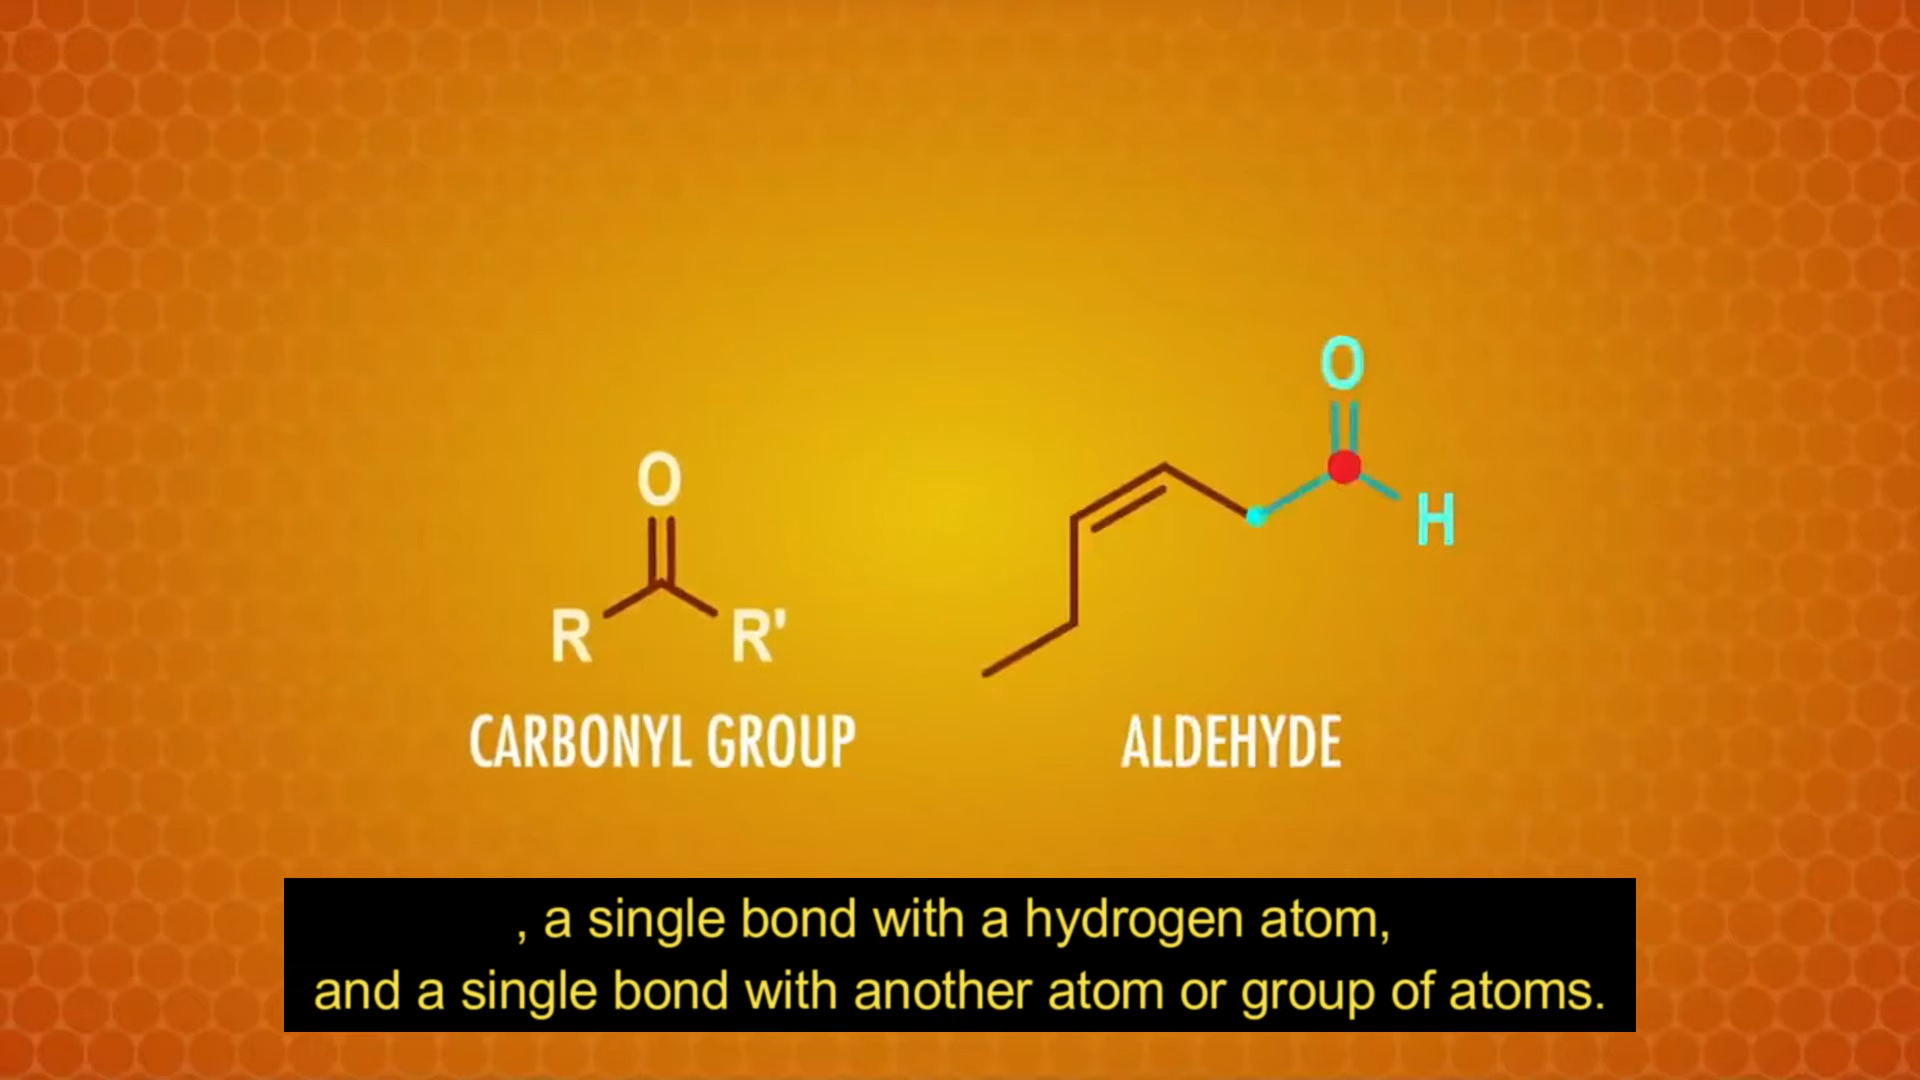 O
O
H
R R'
CARBONYL GROUP
ALDEHYDE
, a single bond with a hydrogen atom,
and a single bond with another atom or group of atoms.